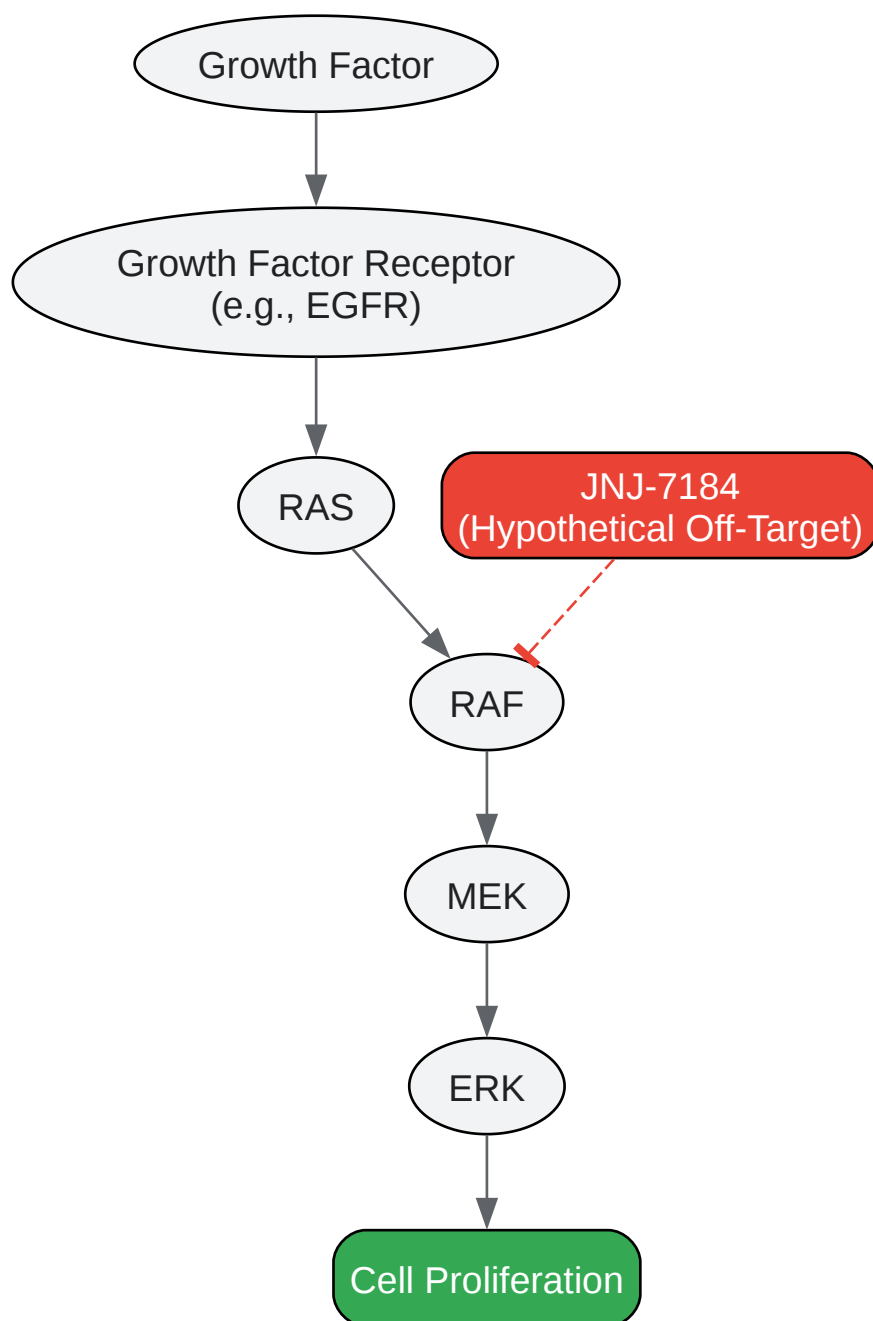 Growth Factor
Growth Factor Receptor
(e.g., EGFR)
RAS
JNJ-7184
(Hypothetical Off-Target)
RAF
MEK
ERK
Cell Proliferation